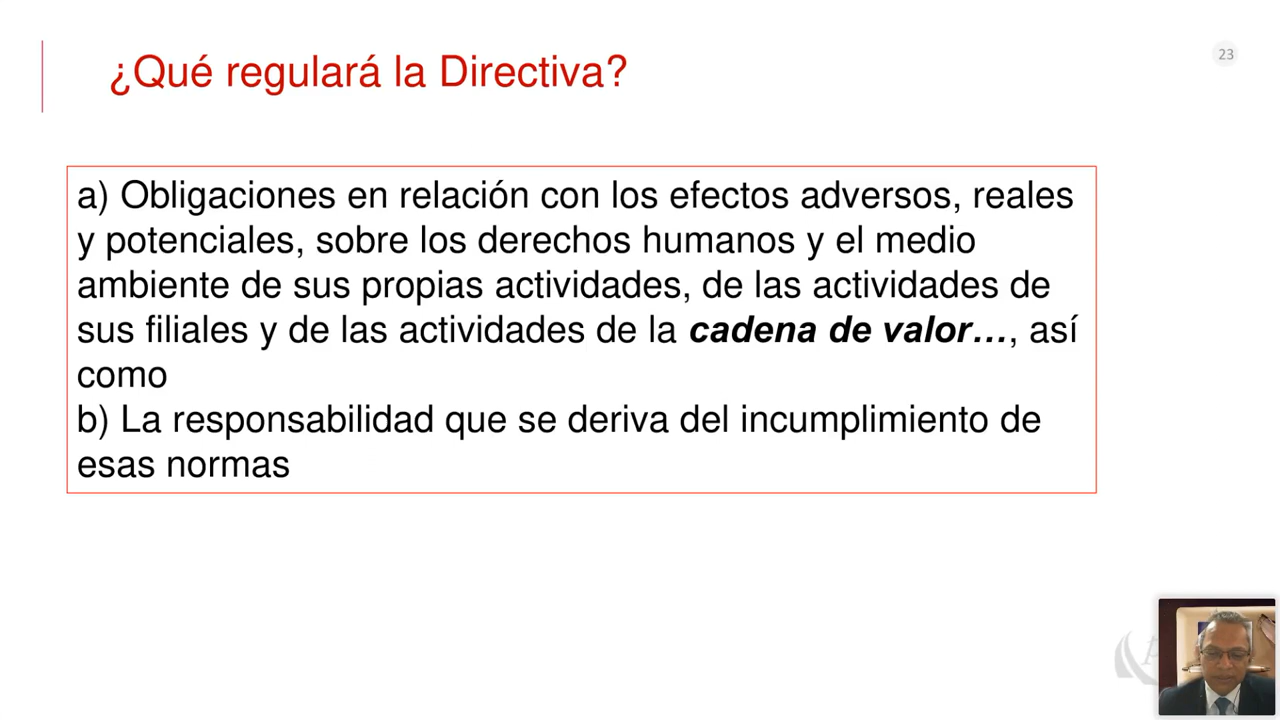 ¿Qué regulará la Directiva?
23
a) Obligaciones en relación con los efectos adversos, reales
y potenciales, sobre los derechos humanos y el medio
ambiente de sus propias actividades, de las actividades de
sus filiales y de las actividades de la cadena de valor…, así
como
b) La responsabilidad que se deriva del incumplimiento de
esas normas